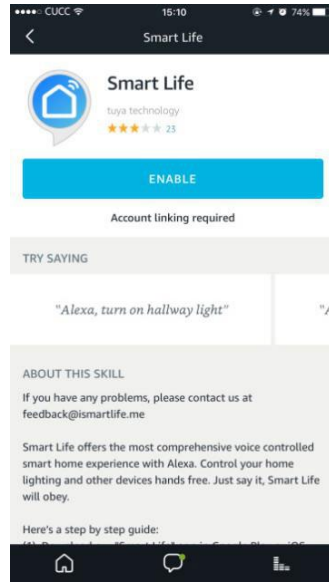 CUCC 15:10 74%
Smart Life
Smart Life
tuya technology
23
ENABLE
Account linking required
TRY SAYING
"Alexa, turn on hallway light"
"A
ABOUT THIS SKILL
If you have any problems, please contact us at
feedback@ismartlife.me
Smart Life offers the most comprehensive voice controlled
smart home experience with Alexa. Control your home
lighting and other devices hands free. Just say it, Smart Life
will obey.
Here's a step by step guide: